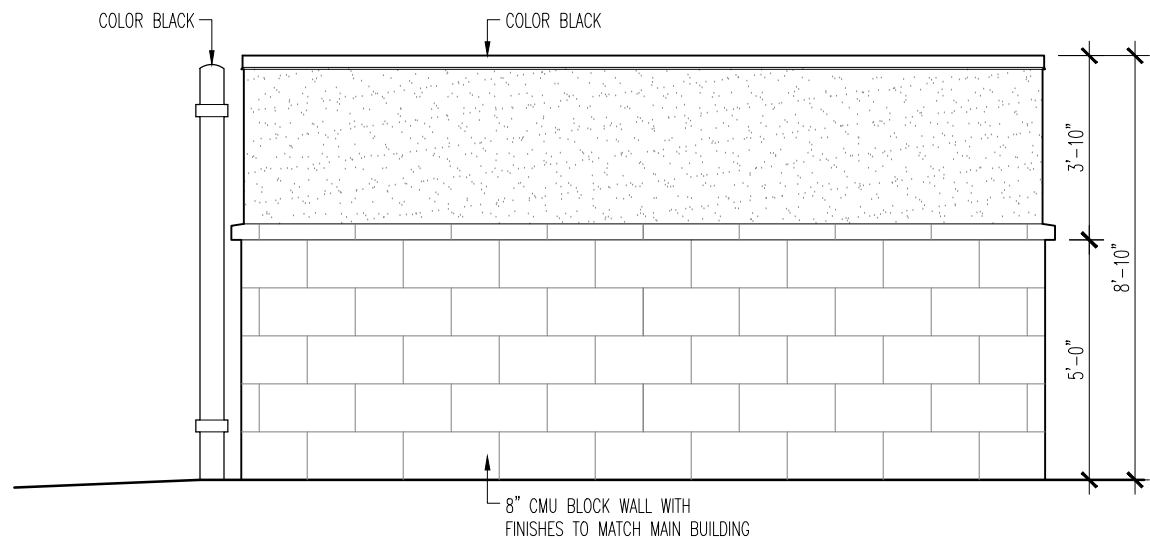 COLOR BLACK
COLOR BLACK
3'-10"
8'-10"
5'-0"
8" CMU BLOCK WALL WITH
FINISHES TO MATCH MAIN BUILDING